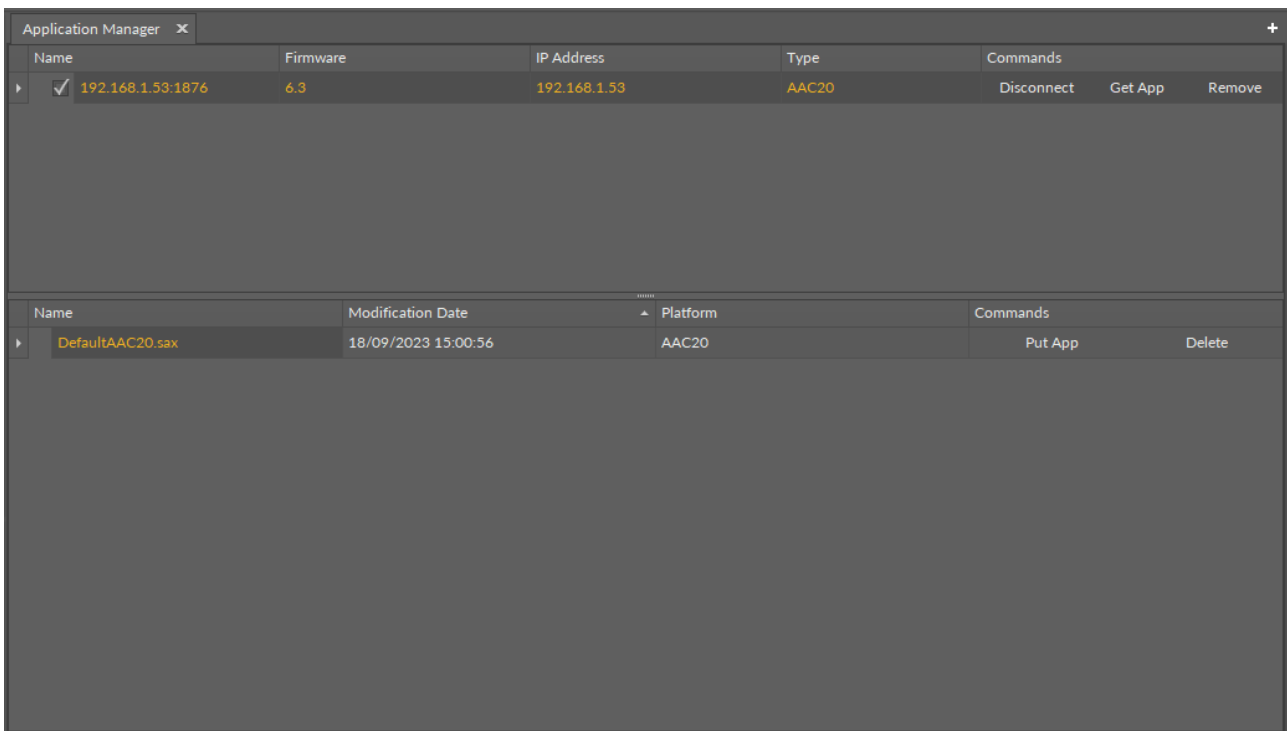 Application Manager
Name Firmware IP Address Type Commands
192.168.1.53:1876 6.3 192.168.1.53 AAC20 Disconnect Get App Remove
Name Modification Date Platform Commands
DefaultAAC20.sax 18/09/2023 15:00:56 AAC20 Put App Delete